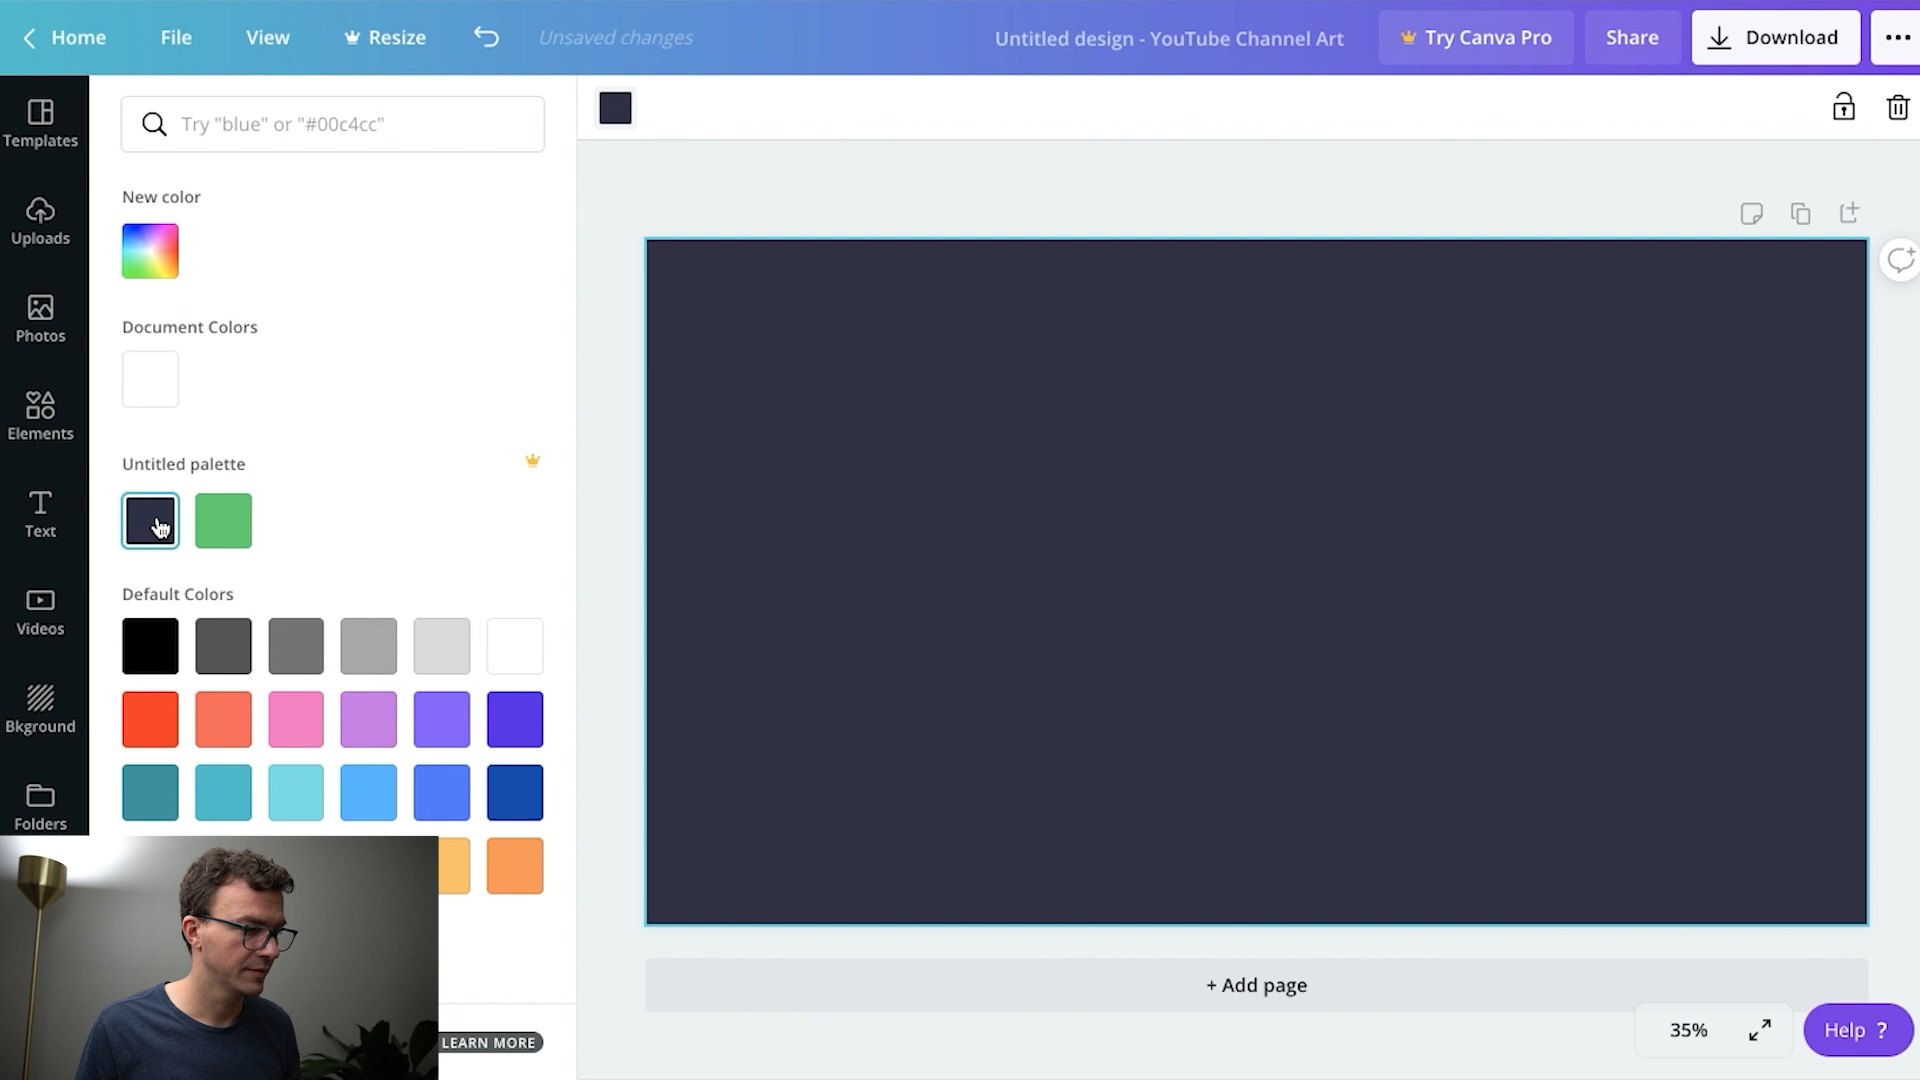 Home
File
View
Resize
Unsaved changes
Untitled design - YouTube Channel Art
Try Canva Pro
Share
Download
Templates
Uploads
Photos
Elements
Text
Videos
Bkground
Folders
Try "blue" or "#00c4cc"
New color
Document Colors
Untitled palette
Default Colors
LEARN MORE
+ Add page
35%
Help ?